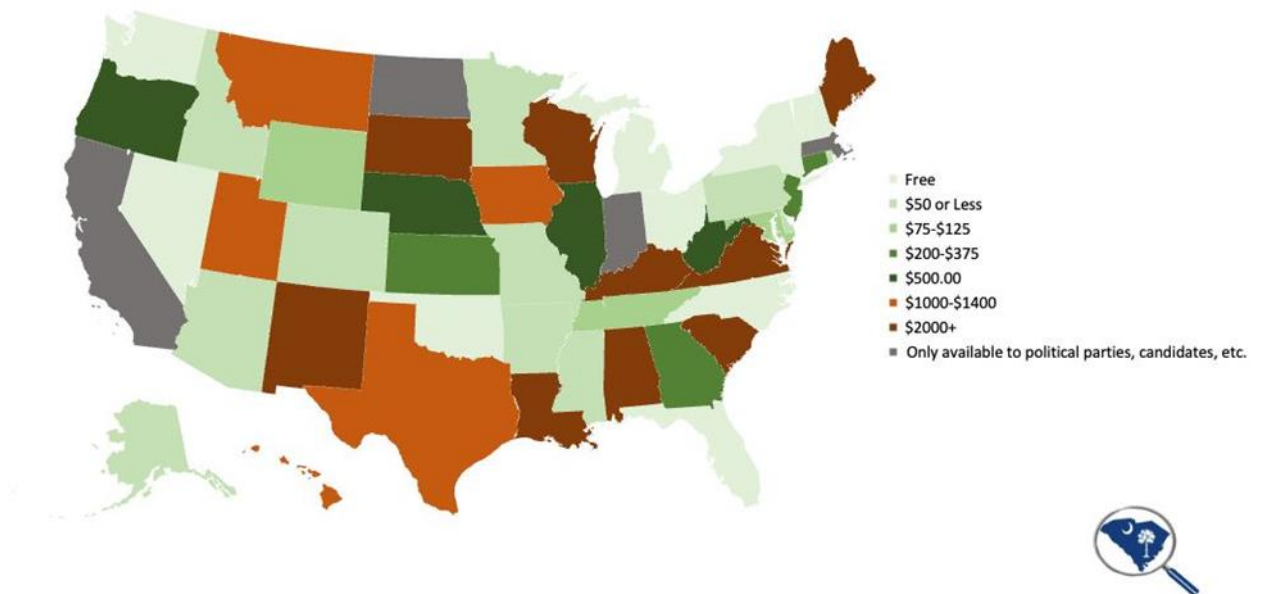 Free
$50 or Less
$75-$125
$200-$375
$500.00
$1000-$1400
$2000+
Only available to political parties, candidates, etc.